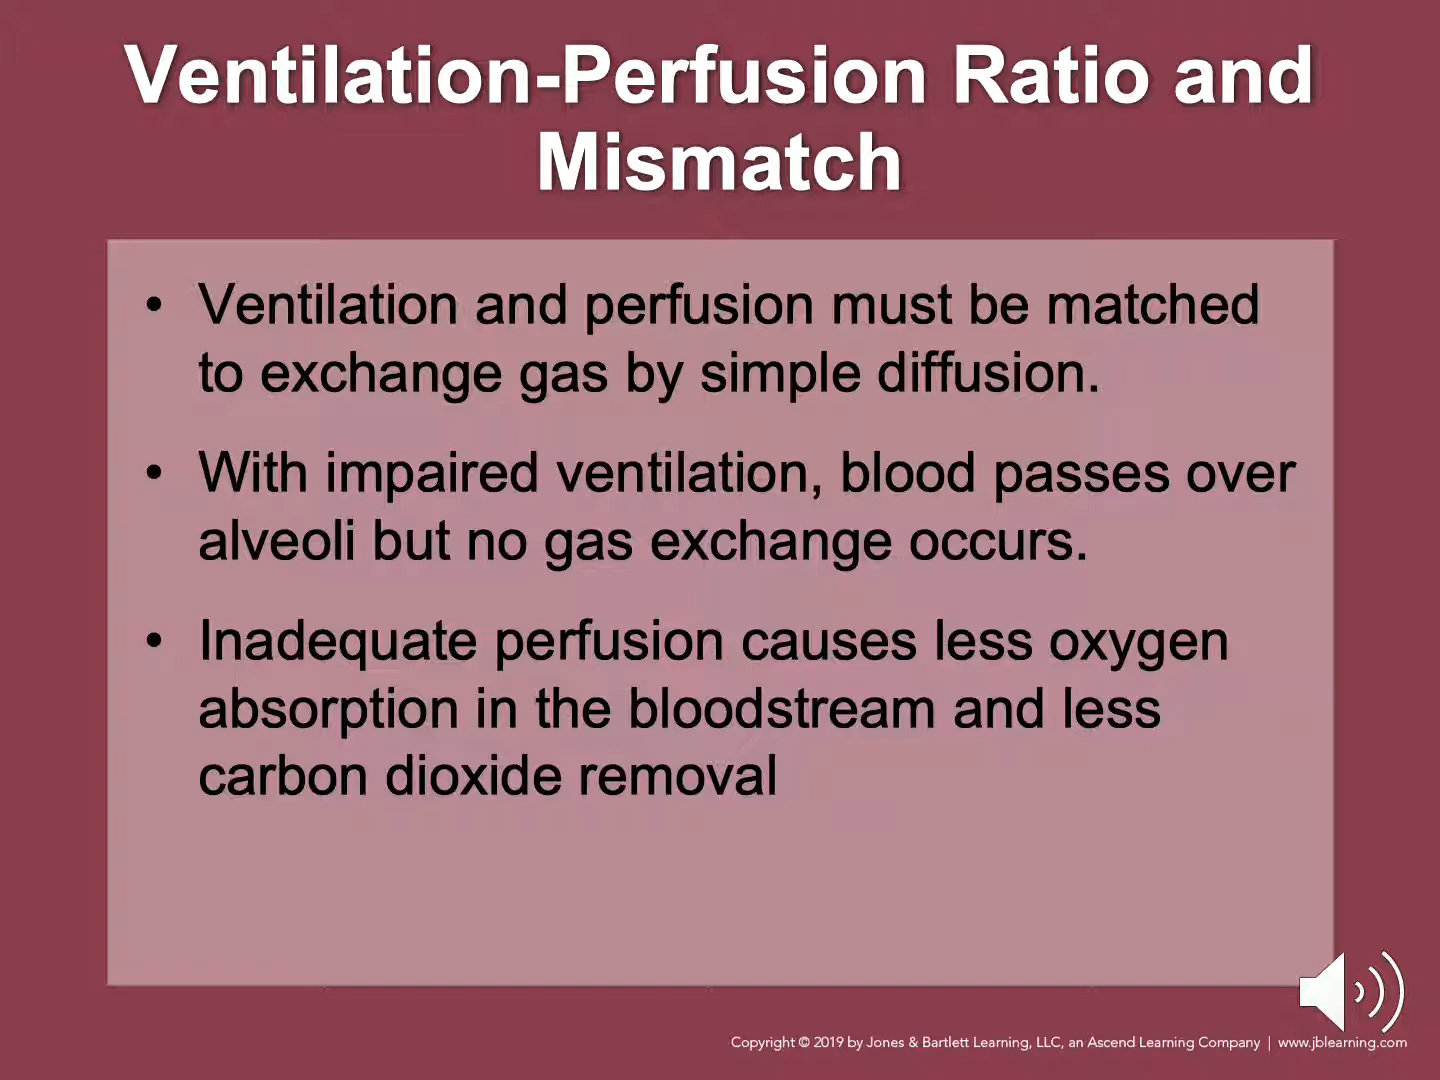 Ventilation-Perfusion Ratio and
Mismatch
• Ventilation and perfusion must be matched
to exchange gas by simple diffusion.
• With impaired ventilation, blood passes over
alveoli but no gas exchange occurs.
• Inadequate perfusion causes less oxygen
absorption in the bloodstream and less
carbon dioxide removal
Copyright © 2019 by Jones & Bartlett Learning, LLC, an Ascend Learning Company | www.jblearning.com